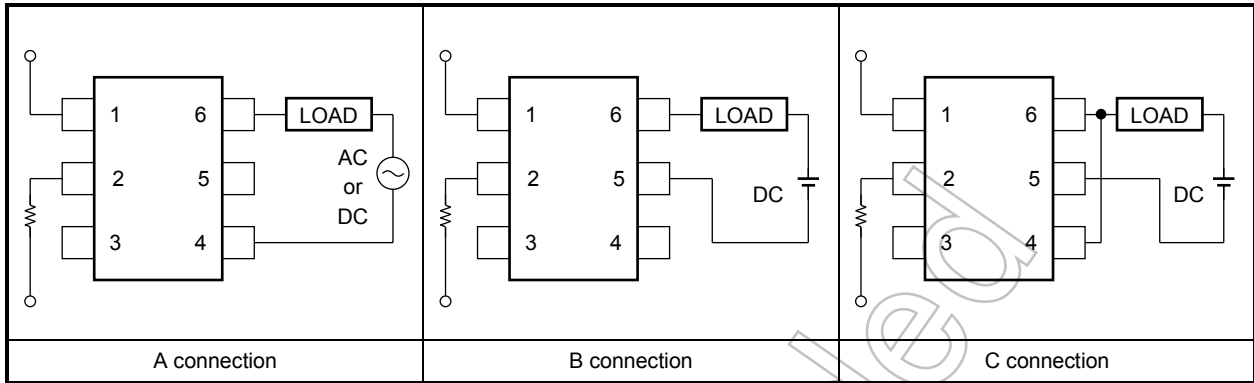 1 6 LOAD
AC
or
DC
2 5
3 4
A connection
1 6 LOAD
2 5 DC
3 4
B connection
1 6 LOAD
2 5 DC
3 4
C connection